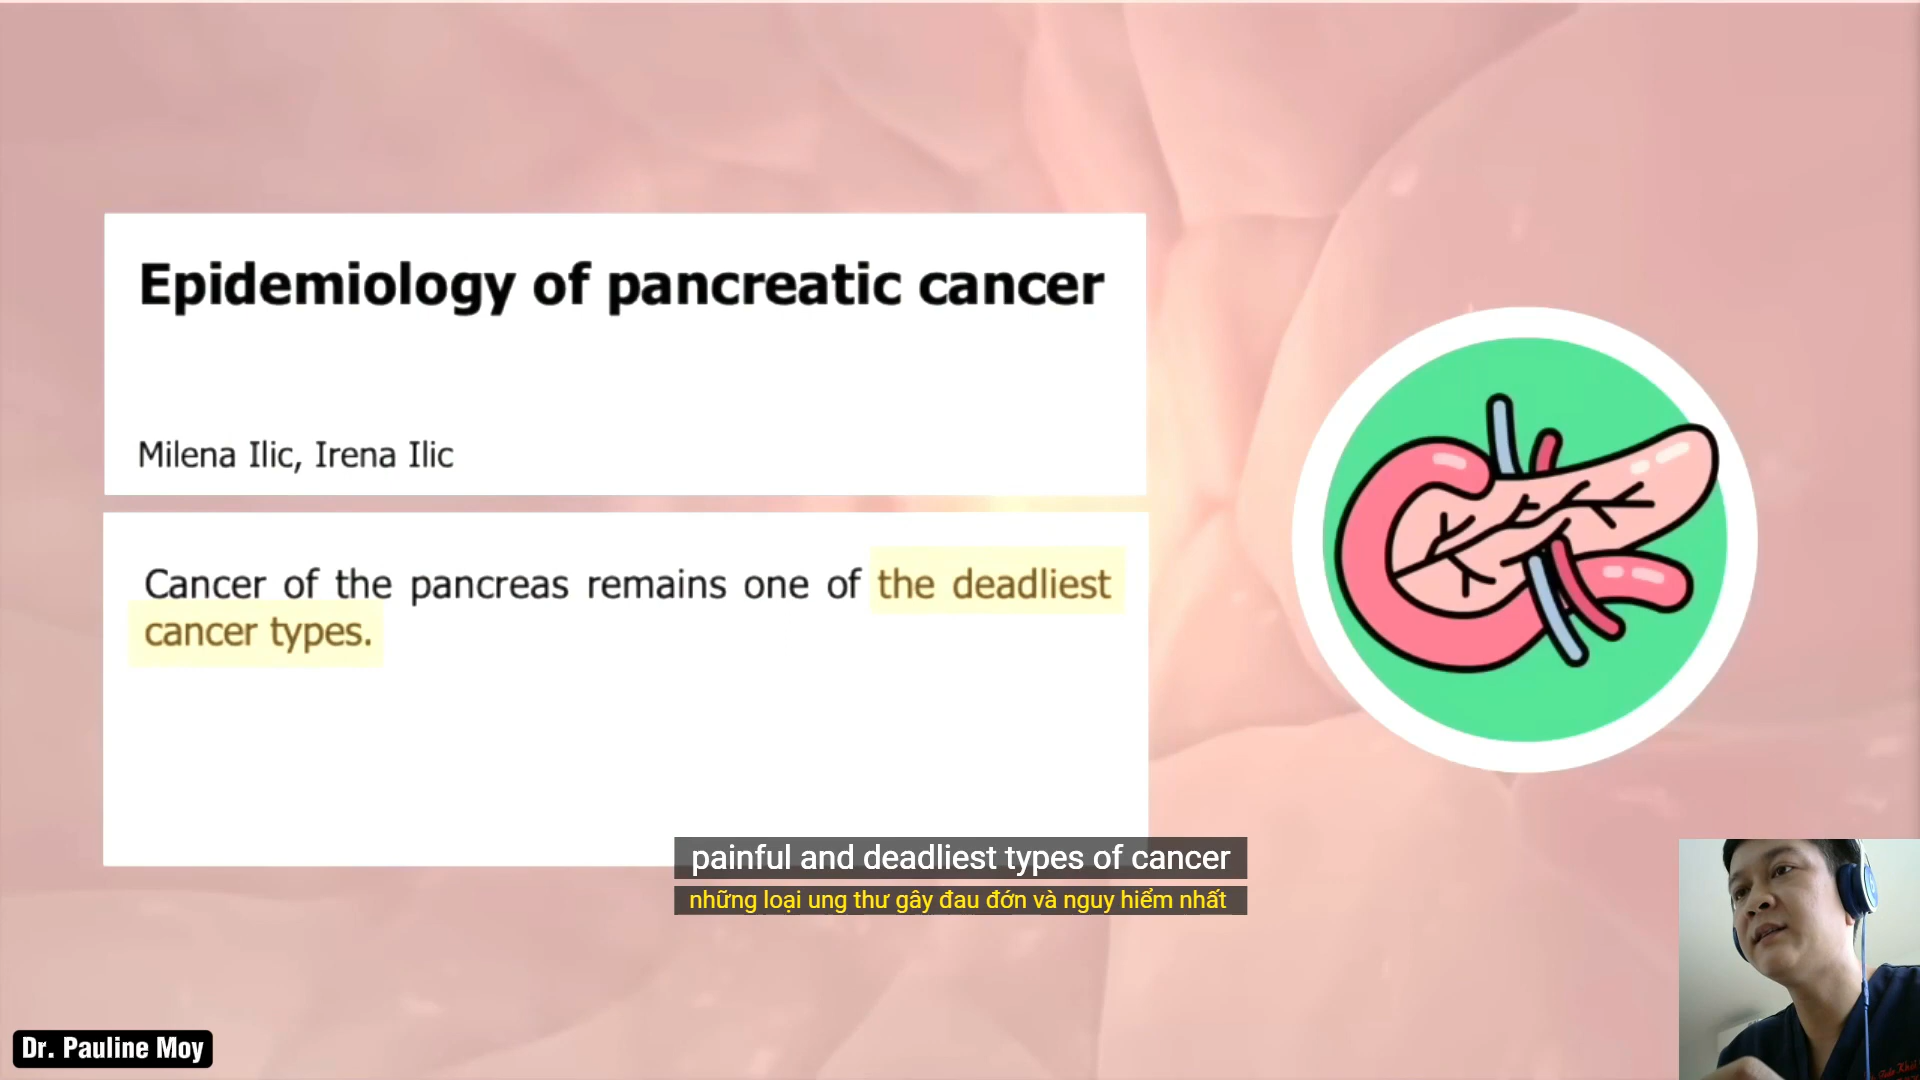 Epidemiology of pancreatic cancer
Milena Ilic, Irena Ilic
Cancer of the pancreas remains one of the deadliest
cancer types.
painful and deadliest types of cancer
những loại ung thư gây đau đớn và nguy hiểm nhất
Dr. Pauline Moy